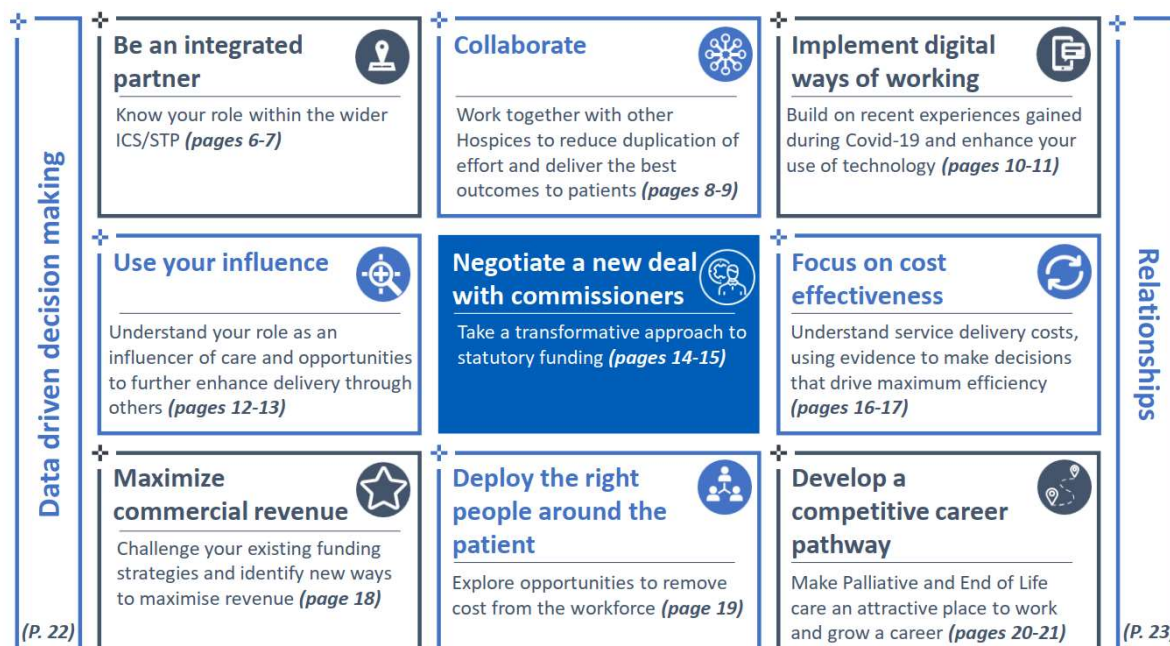 Data driven decision making
(P. 22)
Be an integrated
partner
Know your role within the wider
ICS/STP (pages 6-7)
Collaborate
Work together with other
Hospices to reduce duplication of
effort and deliver the best
outcomes to patients (pages 8-9)
Implement digital
ways of working
Build on recent experiences gained
during Covid-19 and enhance your
use of technology (pages 10-11)
Use your influence
Understand your role as an
influencer of care and opportunities
to further enhance delivery through
others (pages 12-13)
Negotiate a new deal
with commissioners
Take a transformative approach to
statutory funding (pages 14-15)
Focus on cost
effectiveness
Understand service delivery costs,
using evidence to make decisions
that drive maximum efficiency
(pages 16-17)
Maximize
commercial revenue
Challenge your existing funding
strategies and identify new ways
to maximise revenue (page 18)
Deploy the right
people around the
patient
Explore opportunities to remove
cost from the workforce (page 19)
Develop a
competitive career
pathway
Make Palliative and End of Life
care an attractive place to work
and grow a career (pages 20-21)
Relationships
(P. 23)